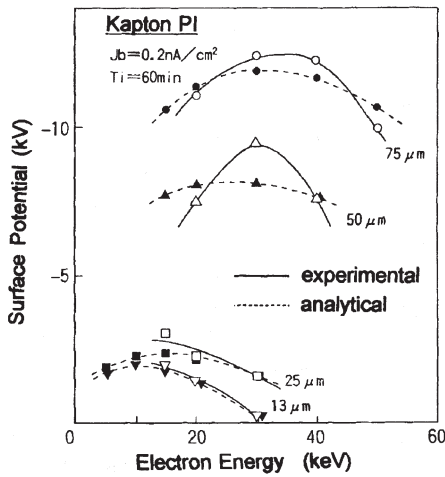 Kapton PI
Jb=0.2nA/cm²
Ti=60min
-10
75 μm
50 μm
-5
experimental
analytical
25 μm
13 μm
0
20
40
60
Surface Potential (kV)
Electron Energy (keV)